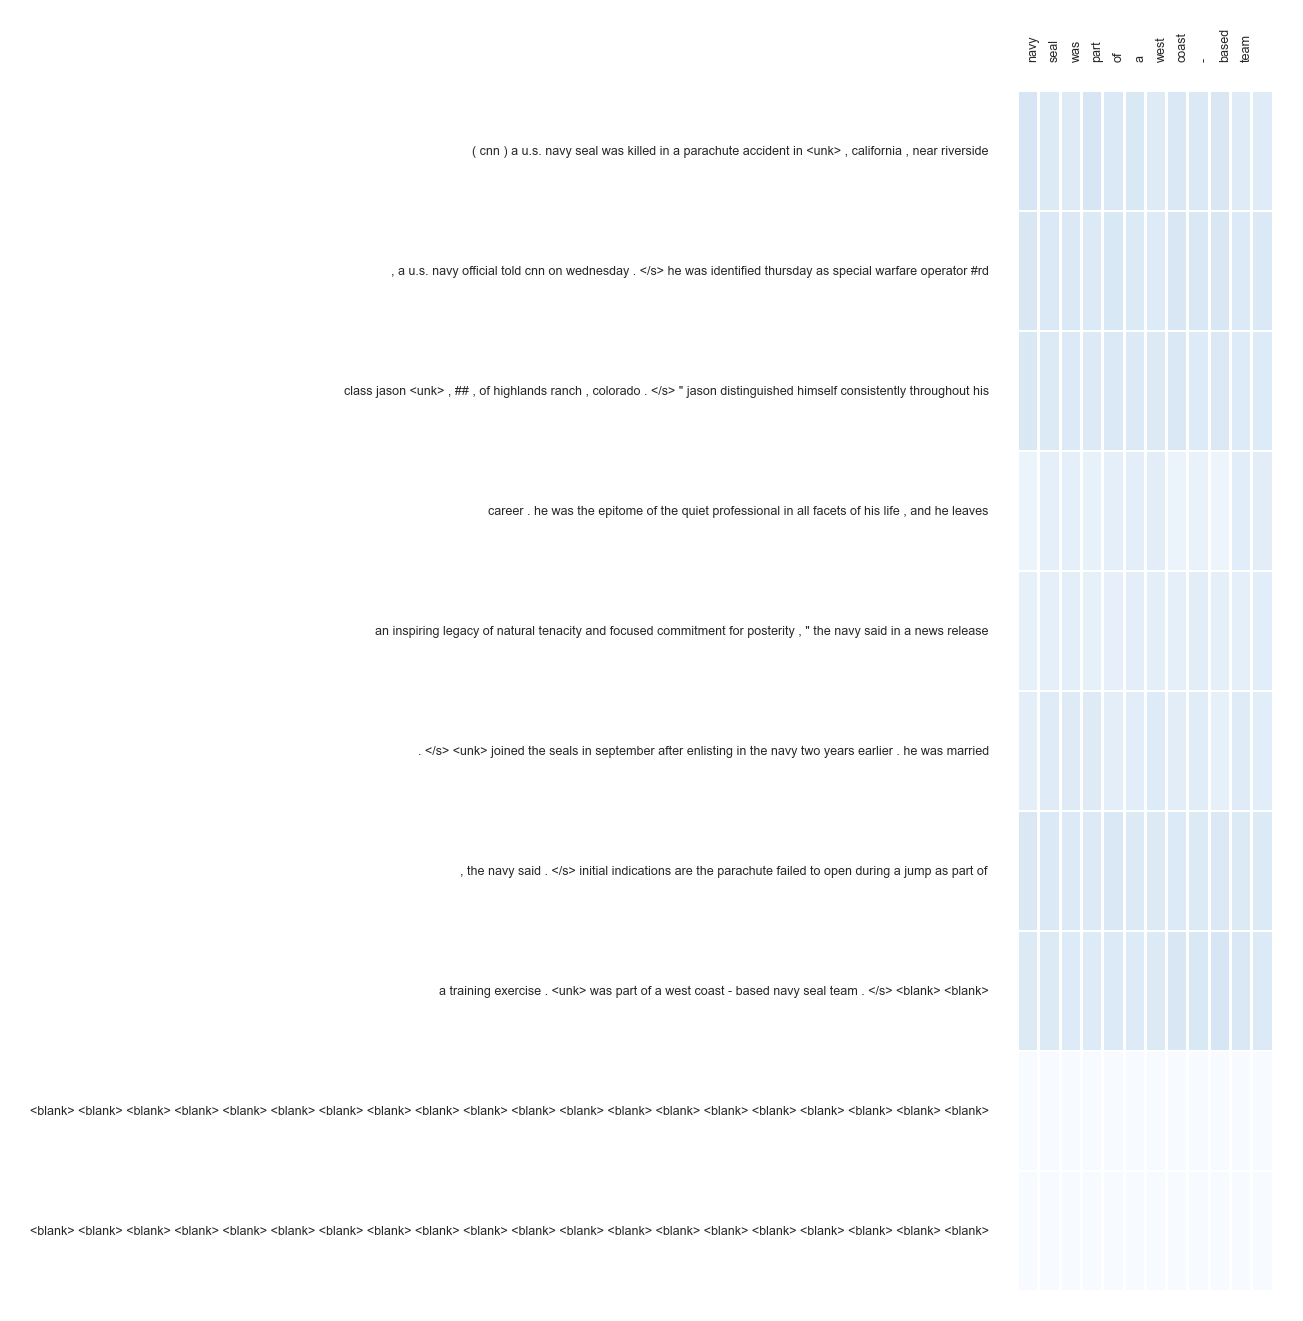 navy seal was part of a west coast - based team
( cnn ) a u.s. navy seal was killed in a parachute accident in <unk> , california , near riverside
, a u.s. navy official told cnn on wednesday . </s> he was identified thursday as special warfare operator #rd
class jason <unk> , ## , of highlands ranch , colorado . </s> " jason distinguished himself consistently throughout his
career . he was the epitome of the quiet professional in all facets of his life , and he leaves
an inspiring legacy of natural tenacity and focused commitment for posterity , " the navy said in a news release
. </s> <unk> joined the seals in september after enlisting in the navy two years earlier . he was married
, the navy said . </s> initial indications are the parachute failed to open during a jump as part of
a training exercise . <unk> was part of a west coast - based navy seal team . </s> <blank> <blank>
<blank> <blank> <blank> <blank> <blank> <blank> <blank> <blank> <blank> <blank> <blank> <blank> <blank> <blank> <blank> <blank> <blank> <blank> <blank> <blank>
<blank> <blank> <blank> <blank> <blank> <blank> <blank> <blank> <blank> <blank> <blank> <blank> <blank> <blank> <blank> <blank> <blank> <blank> <blank> <blank>